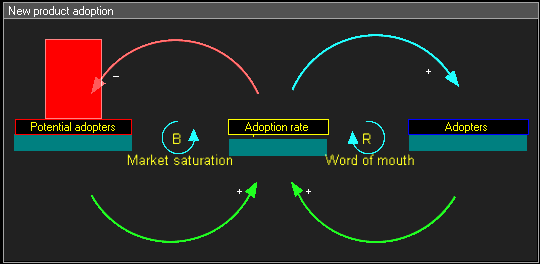 New product adoption
–
+
Potential adopters
Adoption rate
Adopters
B
R
Market saturation
Word of mouth
+
+